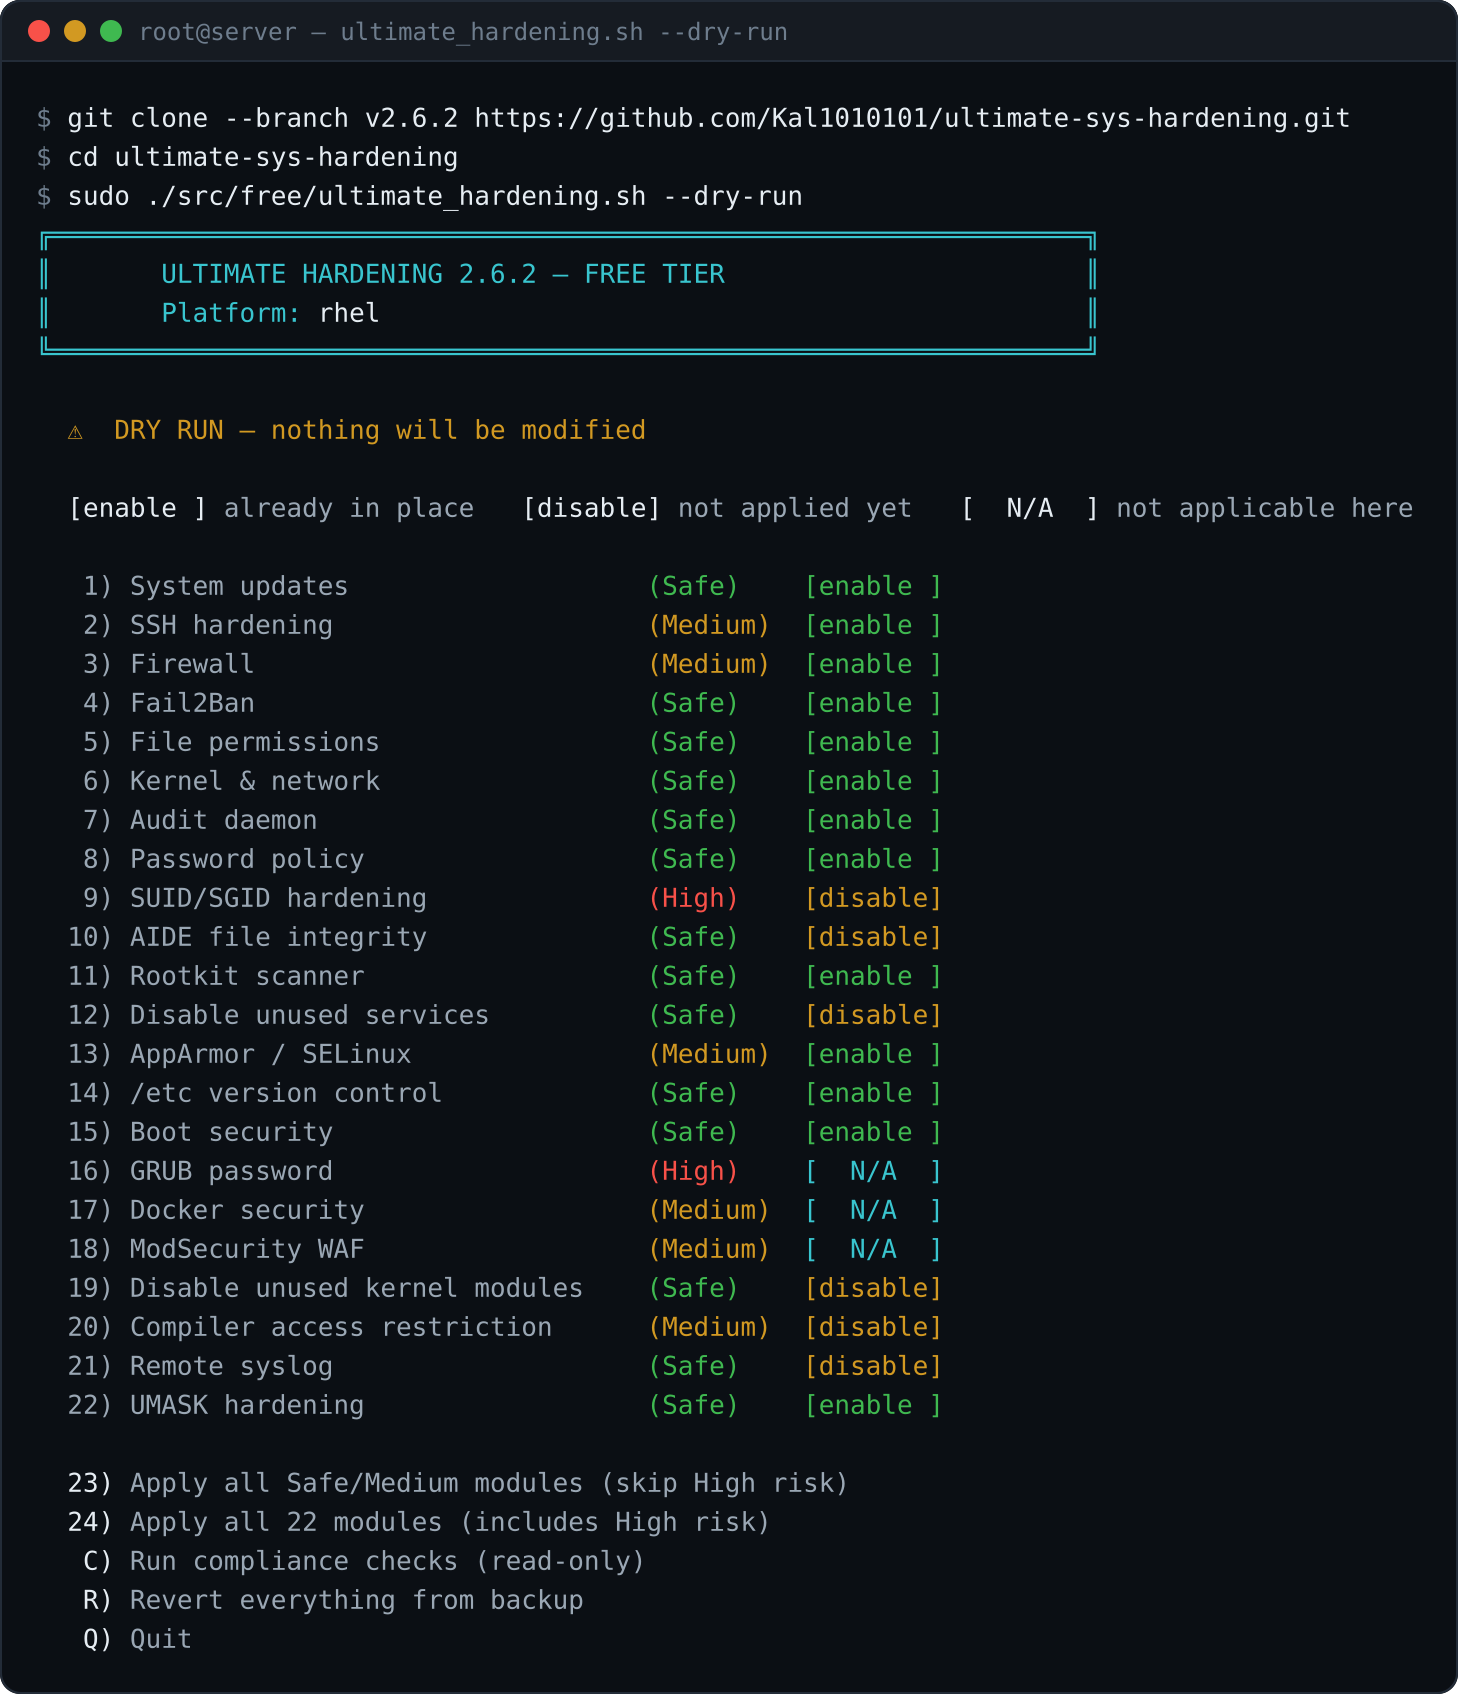 root@server — ultimate_hardening.sh --dry-run
$ git clone --branch v2.6.2 https://github.com/Kal1010101/ultimate-sys-hardening.git
$ cd ultimate-sys-hardening
$ sudo ./src/free/ultimate_hardening.sh --dry-run
ULTIMATE HARDENING 2.6.2 — FREE TIER
Platform: rhel
⚠  DRY RUN — nothing will be modified
[enable ] already in place   [disable] not applied yet   [  N/A  ] not applicable here
1) System updates                   (Safe)    [enable ]
2) SSH hardening                    (Medium)  [enable ]
3) Firewall                         (Medium)  [enable ]
4) Fail2Ban                         (Safe)    [enable ]
5) File permissions                 (Safe)    [enable ]
6) Kernel & network                 (Safe)    [enable ]
7) Audit daemon                     (Safe)    [enable ]
8) Password policy                  (Safe)    [enable ]
9) SUID/SGID hardening              (High)    [disable]
10) AIDE file integrity              (Safe)    [disable]
11) Rootkit scanner                  (Safe)    [enable ]
12) Disable unused services          (Safe)    [disable]
13) AppArmor / SELinux               (Medium)  [enable ]
14) /etc version control             (Safe)    [enable ]
15) Boot security                    (Safe)    [enable ]
16) GRUB password                    (High)    [  N/A  ]
17) Docker security                  (Medium)  [  N/A  ]
18) ModSecurity WAF                  (Medium)  [  N/A  ]
19) Disable unused kernel modules    (Safe)    [disable]
20) Compiler access restriction      (Medium)  [disable]
21) Remote syslog                    (Safe)    [disable]
22) UMASK hardening                  (Safe)    [enable ]
23) Apply all Safe/Medium modules (skip High risk)
24) Apply all 22 modules (includes High risk)
C) Run compliance checks (read-only)
R) Revert everything from backup
Q) Quit